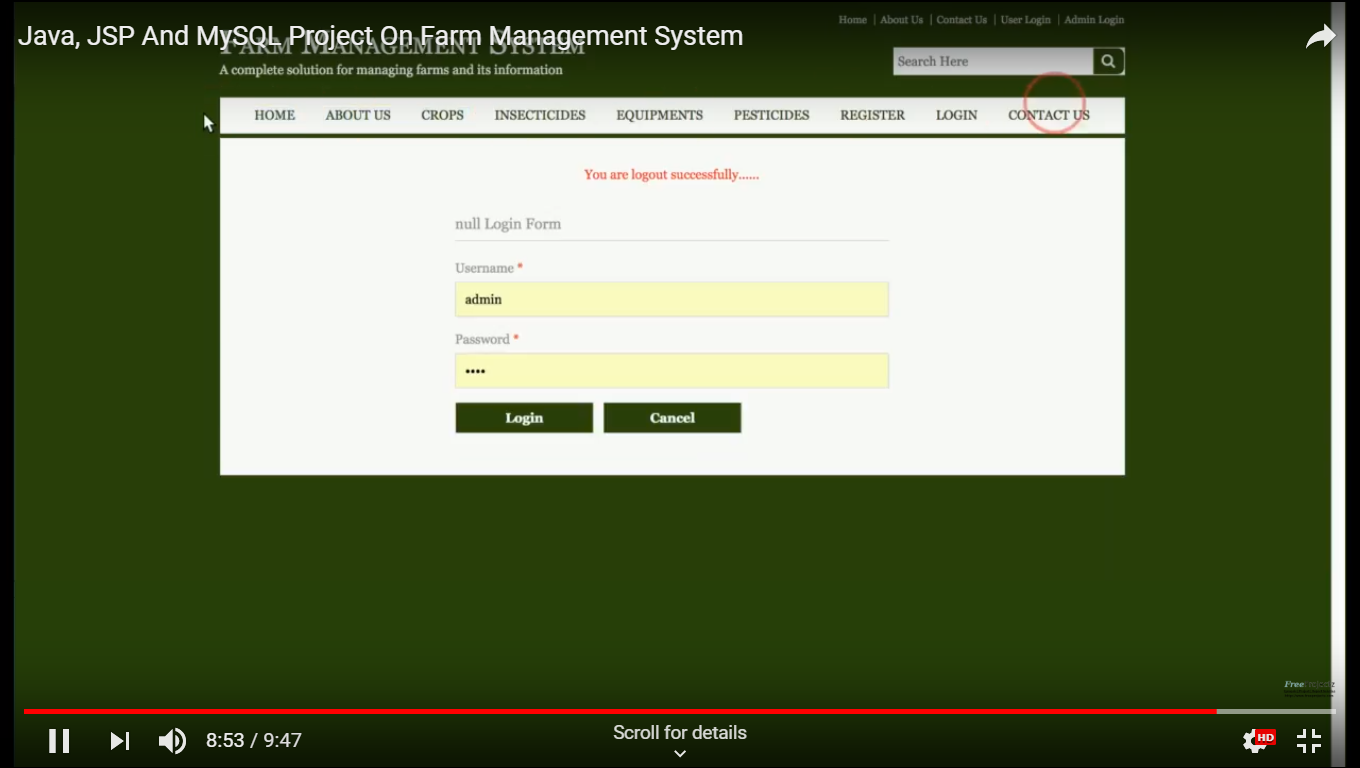 Home | About Us | Contact Us | User Login | Admin Login
Java, JSP And MySQL Project On Farm Management System
FARM MANAGEMENT SYSTEM
A complete solution for managing farms and its information
Search Here
HOME ABOUT US CROPS INSECTICIDES EQUIPMENTS PESTICIDES REGISTER LOGIN CONTACT US
You are logout successfully......
null Login Form
Username *
admin
Password *
••••
Login Cancel
Free
8:53 / 9:47
Scroll for details
HD